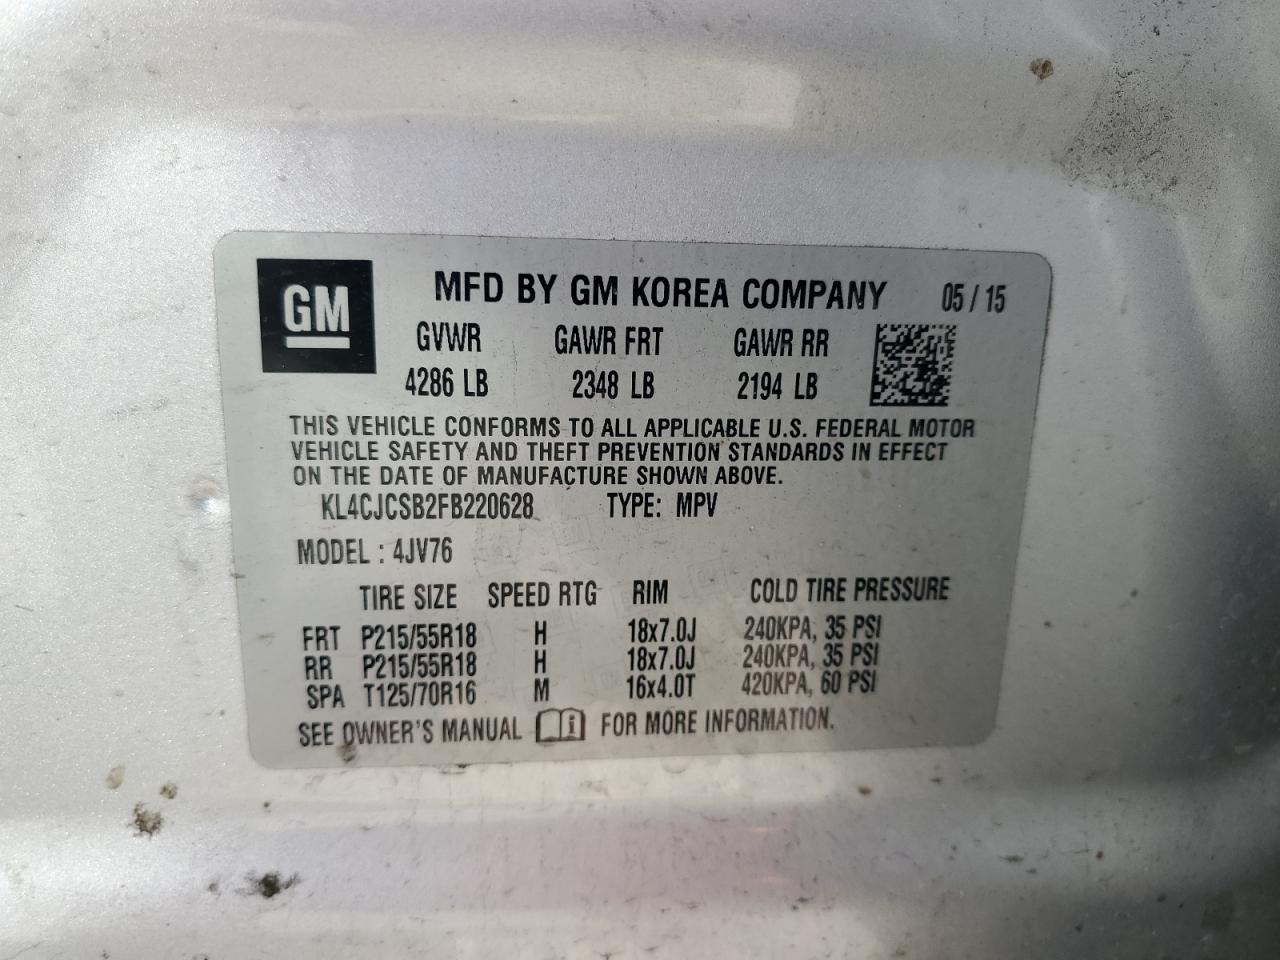 GM MFD BY GM KOREA COMPANY 05 / 15
GVWR GAWR FRT GAWR RR
4286 LB 2348 LB 2194 LB
THIS VEHICLE CONFORMS TO ALL APPLICABLE U.S. FEDERAL MOTOR
VEHICLE SAFETY AND THEFT PREVENTION STANDARDS IN EFFECT
ON THE DATE OF MANUFACTURE SHOWN ABOVE.
KL4CJCSB2FB220628 TYPE: MPV
MODEL : 4JV76
TIRE SIZE SPEED RTG RIM COLD TIRE PRESSURE
FRT P215/55R18 H 18x7.0J 240KPA, 35 PSI
RR P215/55R18 H 18x7.0J 240KPA, 35 PSI
SPA T125/70R16 M 16x4.0T 420KPA, 60 PSI
SEE OWNER'S MANUAL FOR MORE INFORMATION.